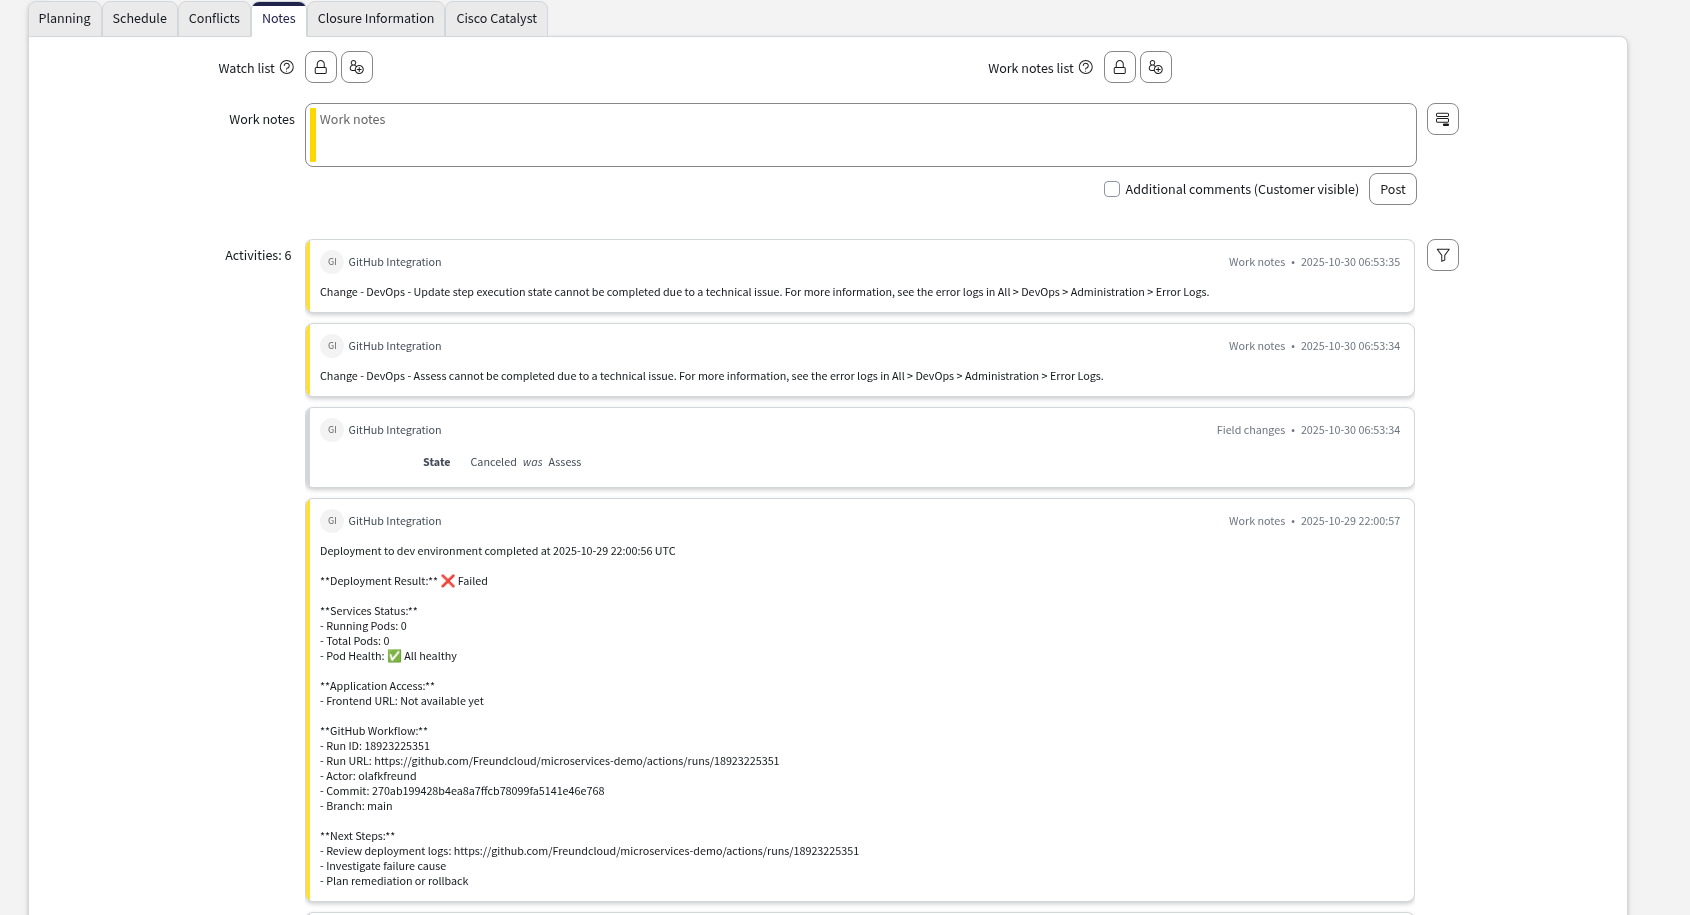 Planning Schedule Conflicts Notes Closure Information Cisco Catalyst
Watch list
Work notes list
Work notes
Work notes
Additional comments (Customer visible) Post
Activities: 6
GI GitHub Integration Work notes • 2025-10-30 06:53:35
Change - DevOps - Update step execution state cannot be completed due to a technical issue. For more information, see the error logs in All > DevOps > Administration > Error Logs.
GI GitHub Integration Work notes • 2025-10-30 06:53:34
Change - DevOps - Assess cannot be completed due to a technical issue. For more information, see the error logs in All > DevOps > Administration > Error Logs.
GI GitHub Integration Field changes • 2025-10-30 06:53:34
State Canceled was Assess
GI GitHub Integration Work notes • 2025-10-29 22:00:57
Deployment to dev environment completed at 2025-10-29 22:00:56 UTC
**Deployment Result:** ❌ Failed
**Services Status:**
- Running Pods: 0
- Total Pods: 0
- Pod Health: ✅ All healthy
**Application Access:**
- Frontend URL: Not available yet
**GitHub Workflow:**
- Run ID: 18923225351
- Run URL: https://github.com/Freundcloud/microservices-demo/actions/runs/18923225351
- Actor: olafkfreund
- Commit: 270ab199428b4ea8a7ffcb78099fa5141e46e768
- Branch: main
**Next Steps:**
- Review deployment logs: https://github.com/Freundcloud/microservices-demo/actions/runs/18923225351
- Investigate failure cause
- Plan remediation or rollback